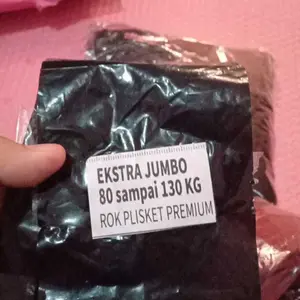 EKSTRA JUMBO
80 sampai 130 KG
ROK PLISKET PREMIUM